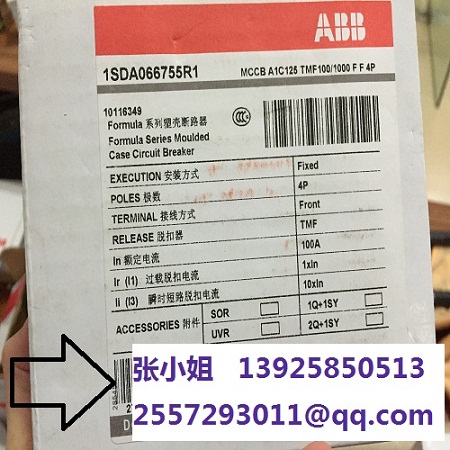 ABB
1SDA066755R1 MCCB A1C125 TMF100/1000 F F 4P
10116349
Formula 系列塑壳断路器
Formula Series Moulded
Case Circuit Breaker
EXECUTION 安装方式 Fixed
POLES 极数 4P
TERMINAL 接线方式 Front
RELEASE 脱扣器 TMF
In 额定电流 100A
Ir (I1) 过载脱扣电流 1xIn
Ii (I3) 瞬时短路脱扣电流 10xIn
ACCESSORIES 附件 SOR 1Q+1SY
UVR 2Q+1SY
张小姐 13925850513
2557293011@qq.com